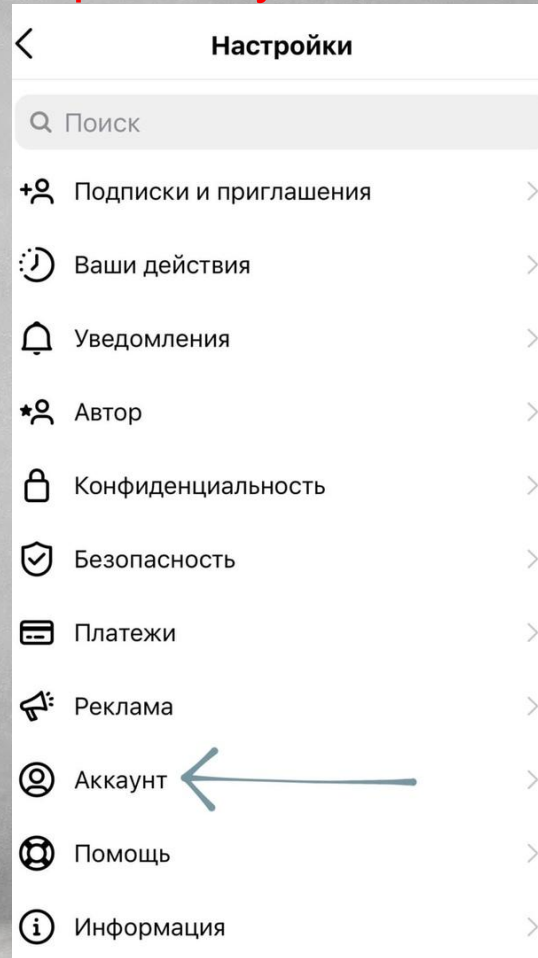 Настройки
Поиск
Подписки и приглашения
Ваши действия
Уведомления
Автор
Конфиденциальность
Безопасность
Платежи
Реклама
Аккаунт
Помощь
Информация